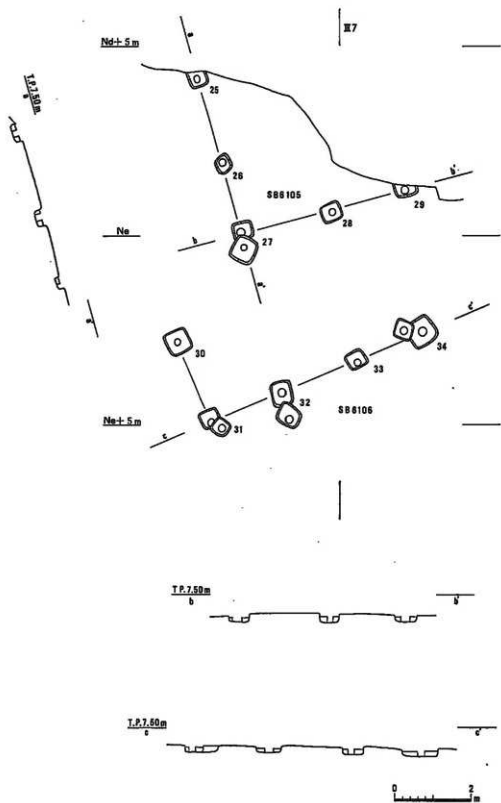 Nd+5m
III7
a
T.P.7,50m
a
25
26
SB6105
b'
29
28
Ne
27
b
a'
a'
c'
30
34
33
32
SB6106
Ne+5m
31
c
T.P.7,50m
b
b'
T.P.7,50m
c
c'
0
2
m